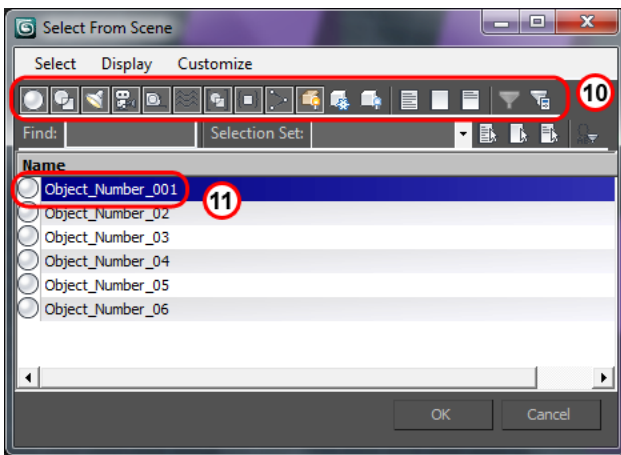 Select From Scene
Select Display Customize
10
Find: Selection Set:
Name
Object_Number_001
11
Object_Number_02
Object_Number_03
Object_Number_04
Object_Number_05
Object_Number_06
OK Cancel